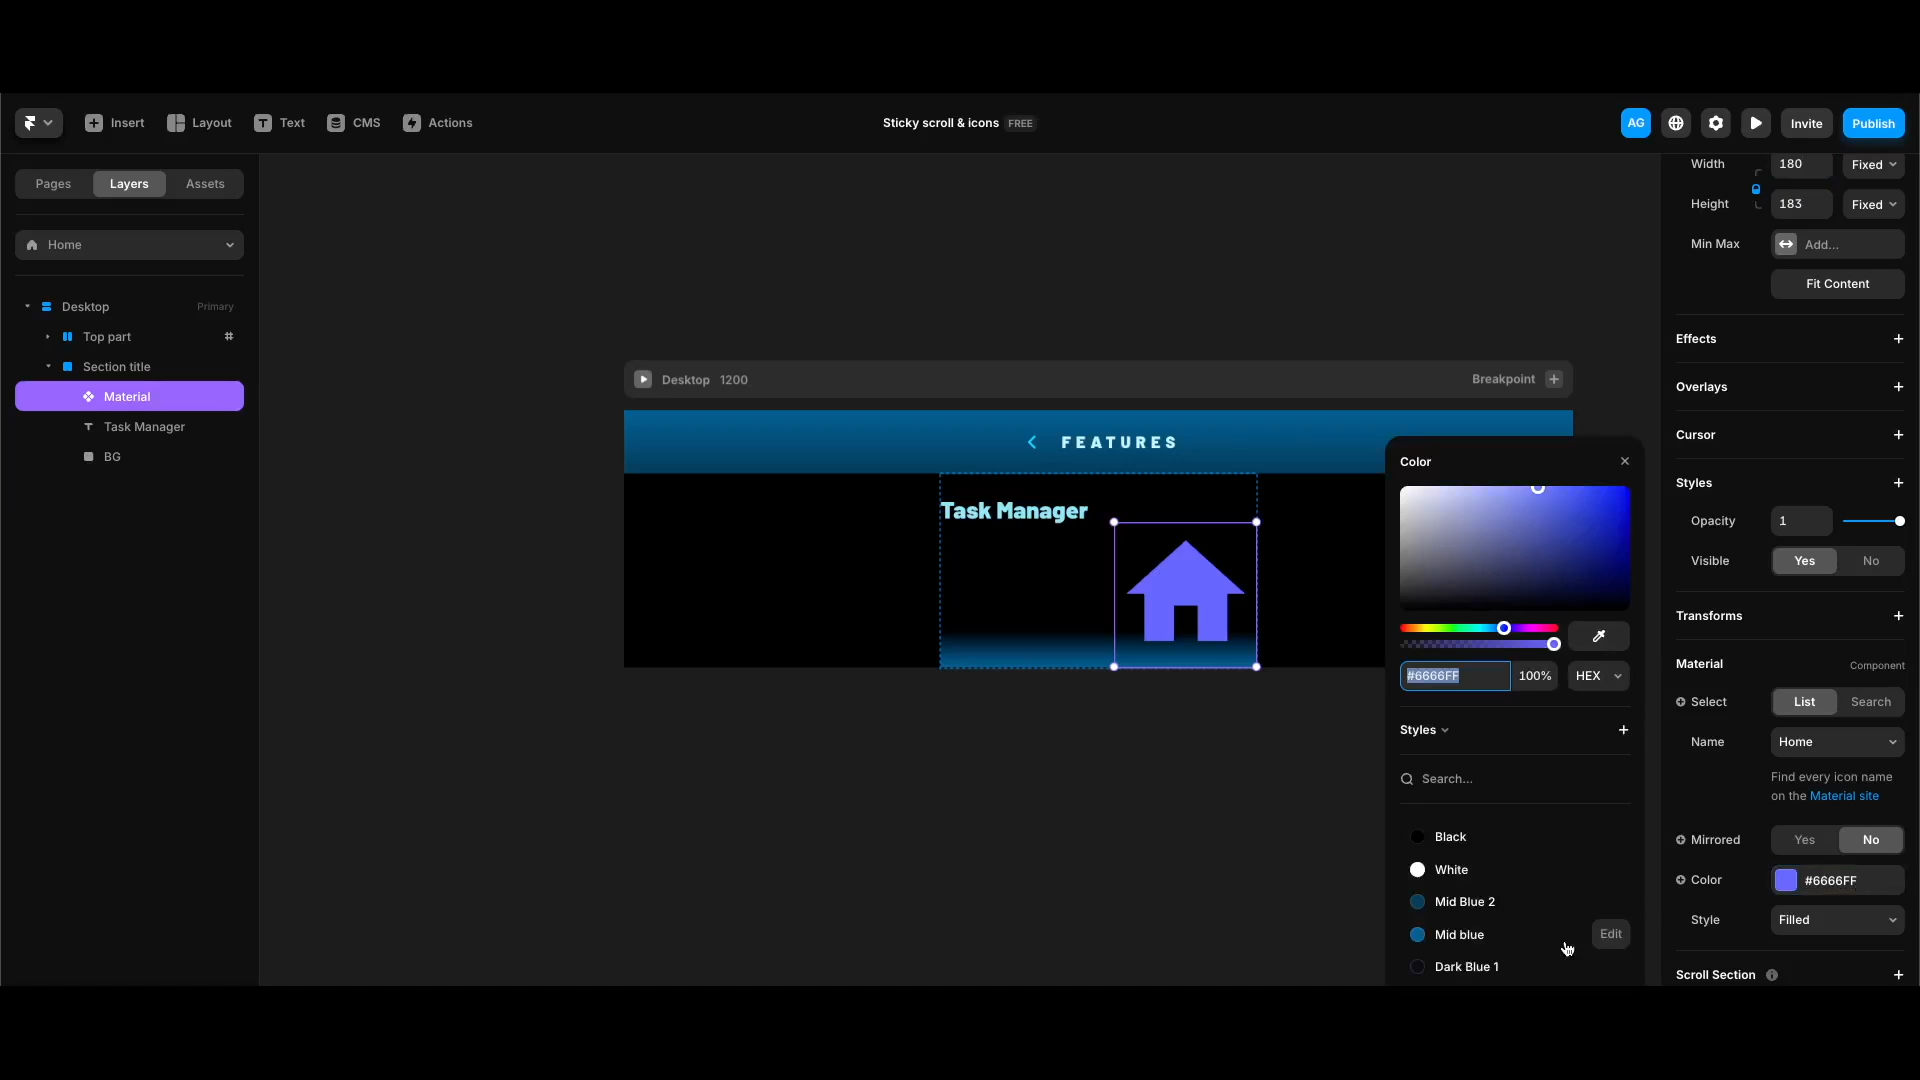 Insert
Layout
Text
CMS
Actions
Sticky scroll & icons FREE
AG
Invite
Publish
Pages
Layers
Assets
Home
Desktop Primary
Top part
Section title
Material
Task Manager
BG
Desktop 1200
Breakpoint
FEATURES
Task Manager
Color
#6666FF 100% HEX
Styles
Search...
Black
White
Mid Blue 2
Mid blue Edit
Dark Blue 1
Width 180 Fixed
Height 183 Fixed
Min Max Add...
Fit Content
Effects
Overlays
Cursor
Styles
Opacity 1
Visible Yes No
Transforms
Material Component
Select List Search
Name Home
Find every icon name
on the Material site
Mirrored Yes No
Color #6666FF
Style Filled
Scroll Section